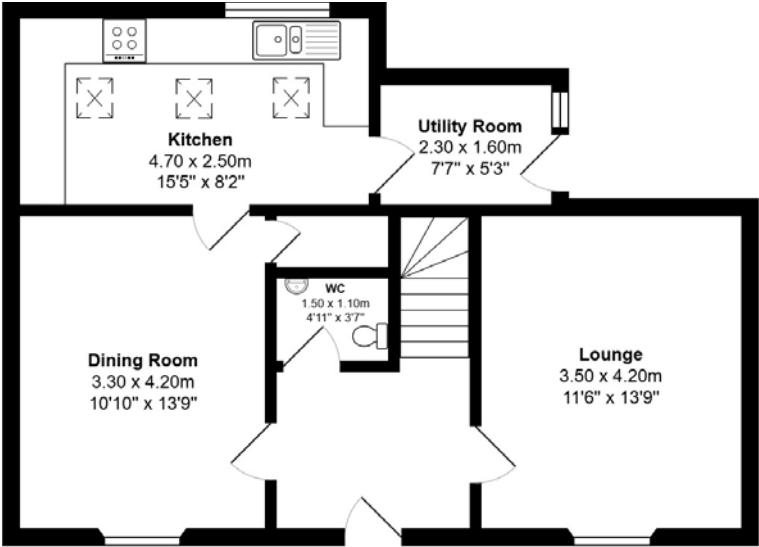 Kitchen
4.70 x 2.50m
15'5" x 8'2"
Utility Room
2.30 x 1.60m
7'7" x 5'3"
WC
1.50 x 1.10m
4'11" x 3'7"
Dining Room
3.30 x 4.20m
10'10" x 13'9"
Lounge
3.50 x 4.20m
11'6" x 13'9"